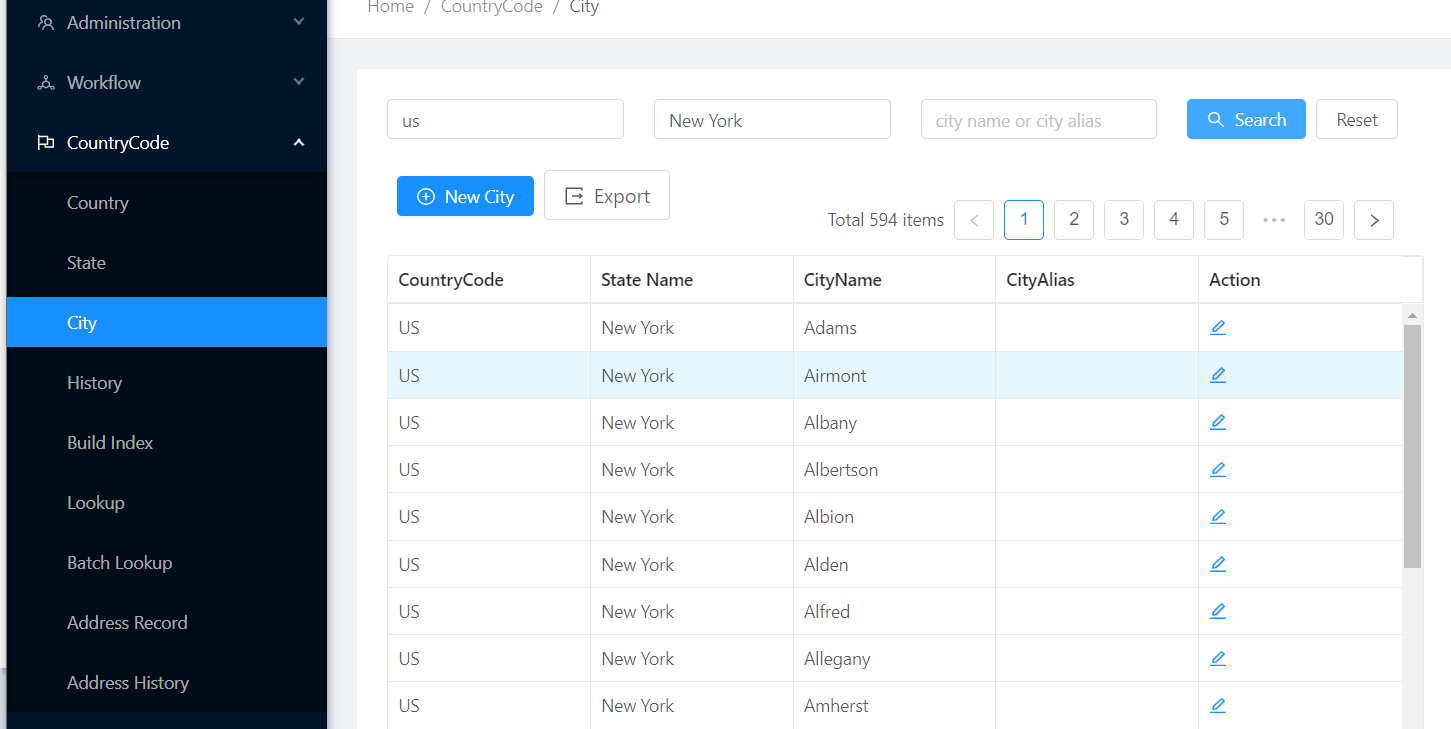 Home / CountryCode / City
Administration
Workflow
CountryCode
Country
State
City
History
Build Index
Lookup
Batch Lookup
Address Record
Address History
us New York city name or city alias Search Reset
New City Export
Total 594 items < 1 2 3 4 5 ••• 30 >
CountryCode State Name CityName CityAlias Action
US New York Adams
US New York Airmont
US New York Albany
US New York Albertson
US New York Albion
US New York Alden
US New York Alfred
US New York Allegany
US New York Amherst